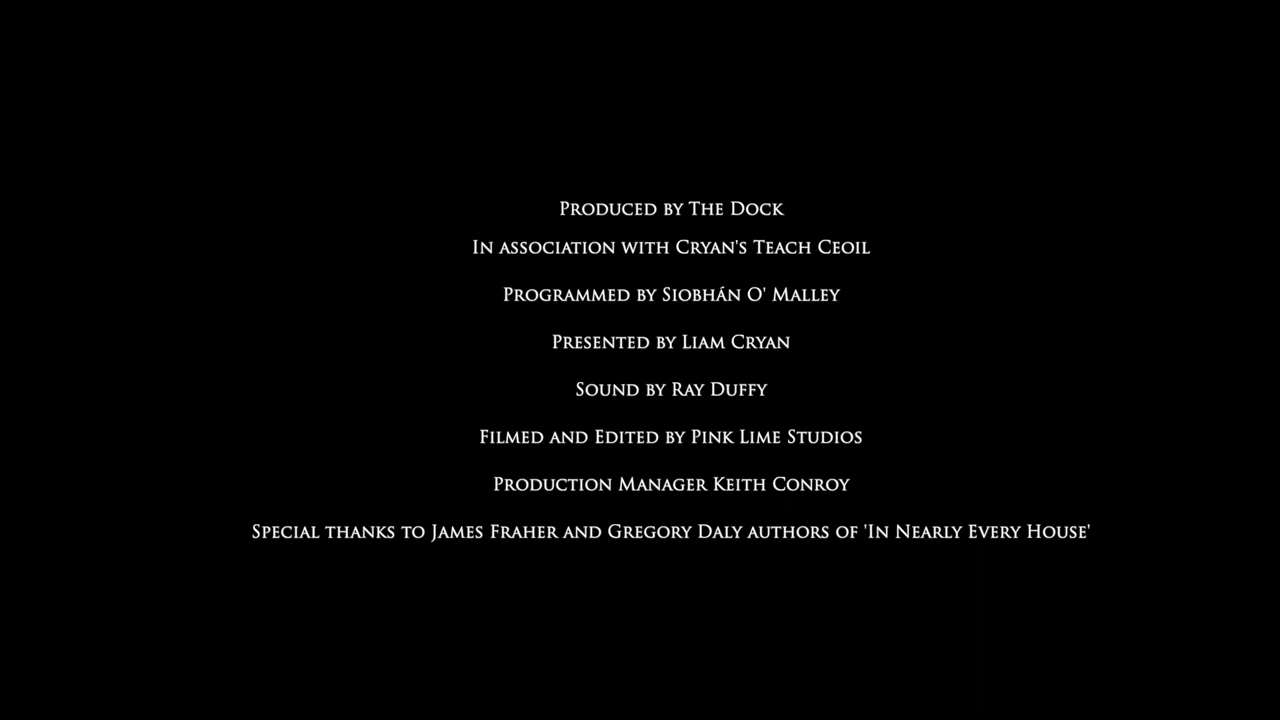 Produced by The Dock
In association with Cryan's Teach Ceoil
Programmed by Siobhán O' Malley
Presented by Liam Cryan
Sound by Ray Duffy
Filmed and Edited by Pink Lime Studios
Production Manager Keith Conroy
Special thanks to James Fraher and Gregory Daly authors of 'In Nearly Every House'